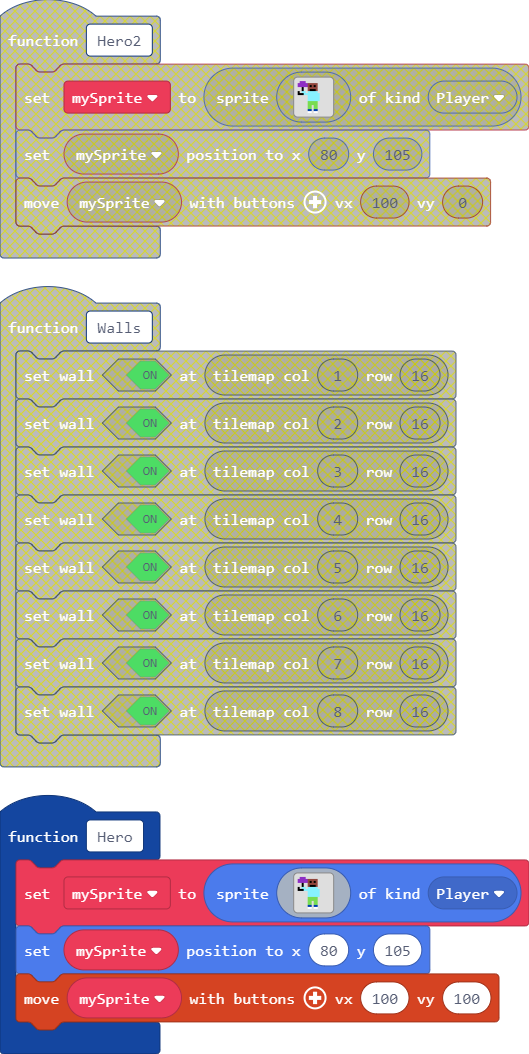 function Hero2
set mySprite to sprite of kind Player
set mySprite position to x 80 y 105
move mySprite with buttons vx 100 vy 0
function Walls
set wall ON at tilemap col 1 row 16
set wall ON at tilemap col 2 row 16
set wall ON at tilemap col 3 row 16
set wall ON at tilemap col 4 row 16
set wall ON at tilemap col 5 row 16
set wall ON at tilemap col 6 row 16
set wall ON at tilemap col 7 row 16
set wall ON at tilemap col 8 row 16
function Hero
set mySprite to sprite of kind Player
set mySprite position to x 80 y 105
move mySprite with buttons vx 100 vy 100